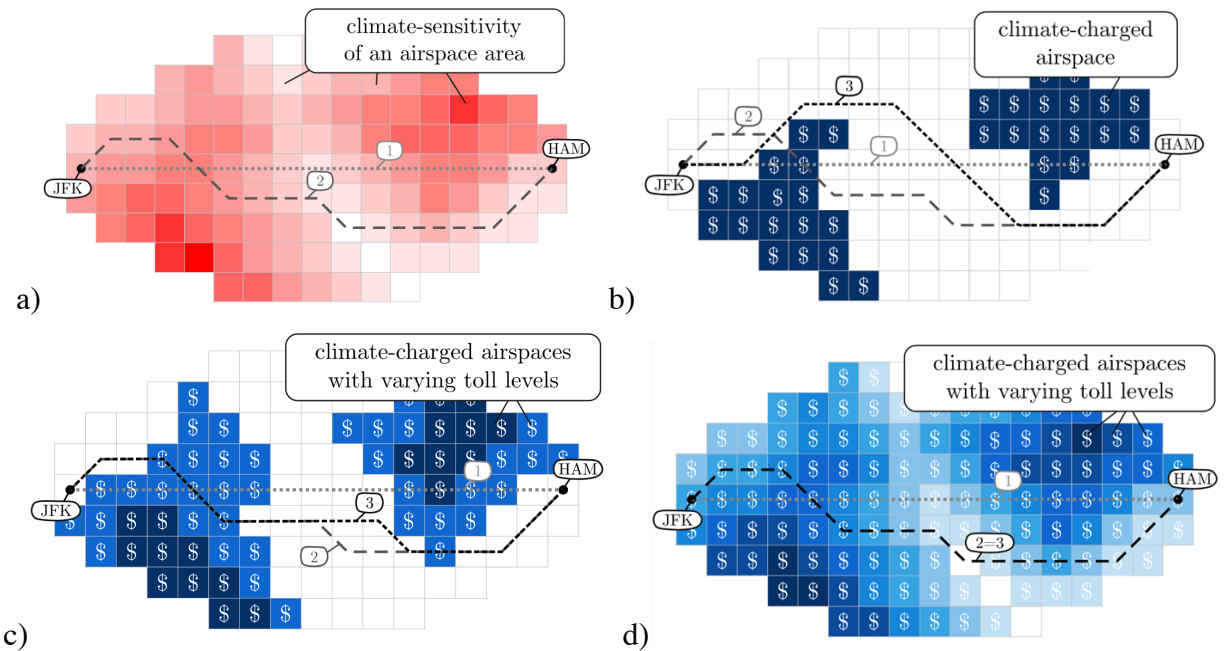 climate-sensitivity
of an airspace area
1
HAM
JFK
2
a)
climate-charged
airspace
3
$ $
$ $ $ $ $ $
2
$ $ $ $ $ $ $ $
1
HAM
$ $ $ $
JFK
$ $ $ $ $
$ $ $ $ $
$ $ $
$ $
b)
climate-charged airspaces
with varying toll levels
$ $ $ $
$ $ $ $ $ $ $ $ $
$ $ $ $ $ $ $ $ $ $ $
1
HAM
$ $ $ $ $ $ $ $ $ $
JFK
3
$ $ $ $ $ $ $ $ $ $
2
$ $ $ $ $ $ $
$ $ $ $
$ $ $
c)
climate-charged airspaces
with varying toll levels
$ $
$ $ $ $ $ $ $ $ $ $ $
$ $ $ $ $ $ $ $ $ $ $ $ $ $ $
$ $ $ $ $ $ $ $ $ $ $ $ $ $ $ $ $
1
HAM
$ $ $ $ $ $ $ $ $ $ $ $ $ $ $ $
JFK
$ $ $ $ $ $ $ $ $ $ $ $ $ $ $ $
2=3
$ $ $ $ $ $ $ $ $ $ $ $ $ $
$ $ $ $ $ $ $ $ $ $
$ $ $ $ $ $
d)